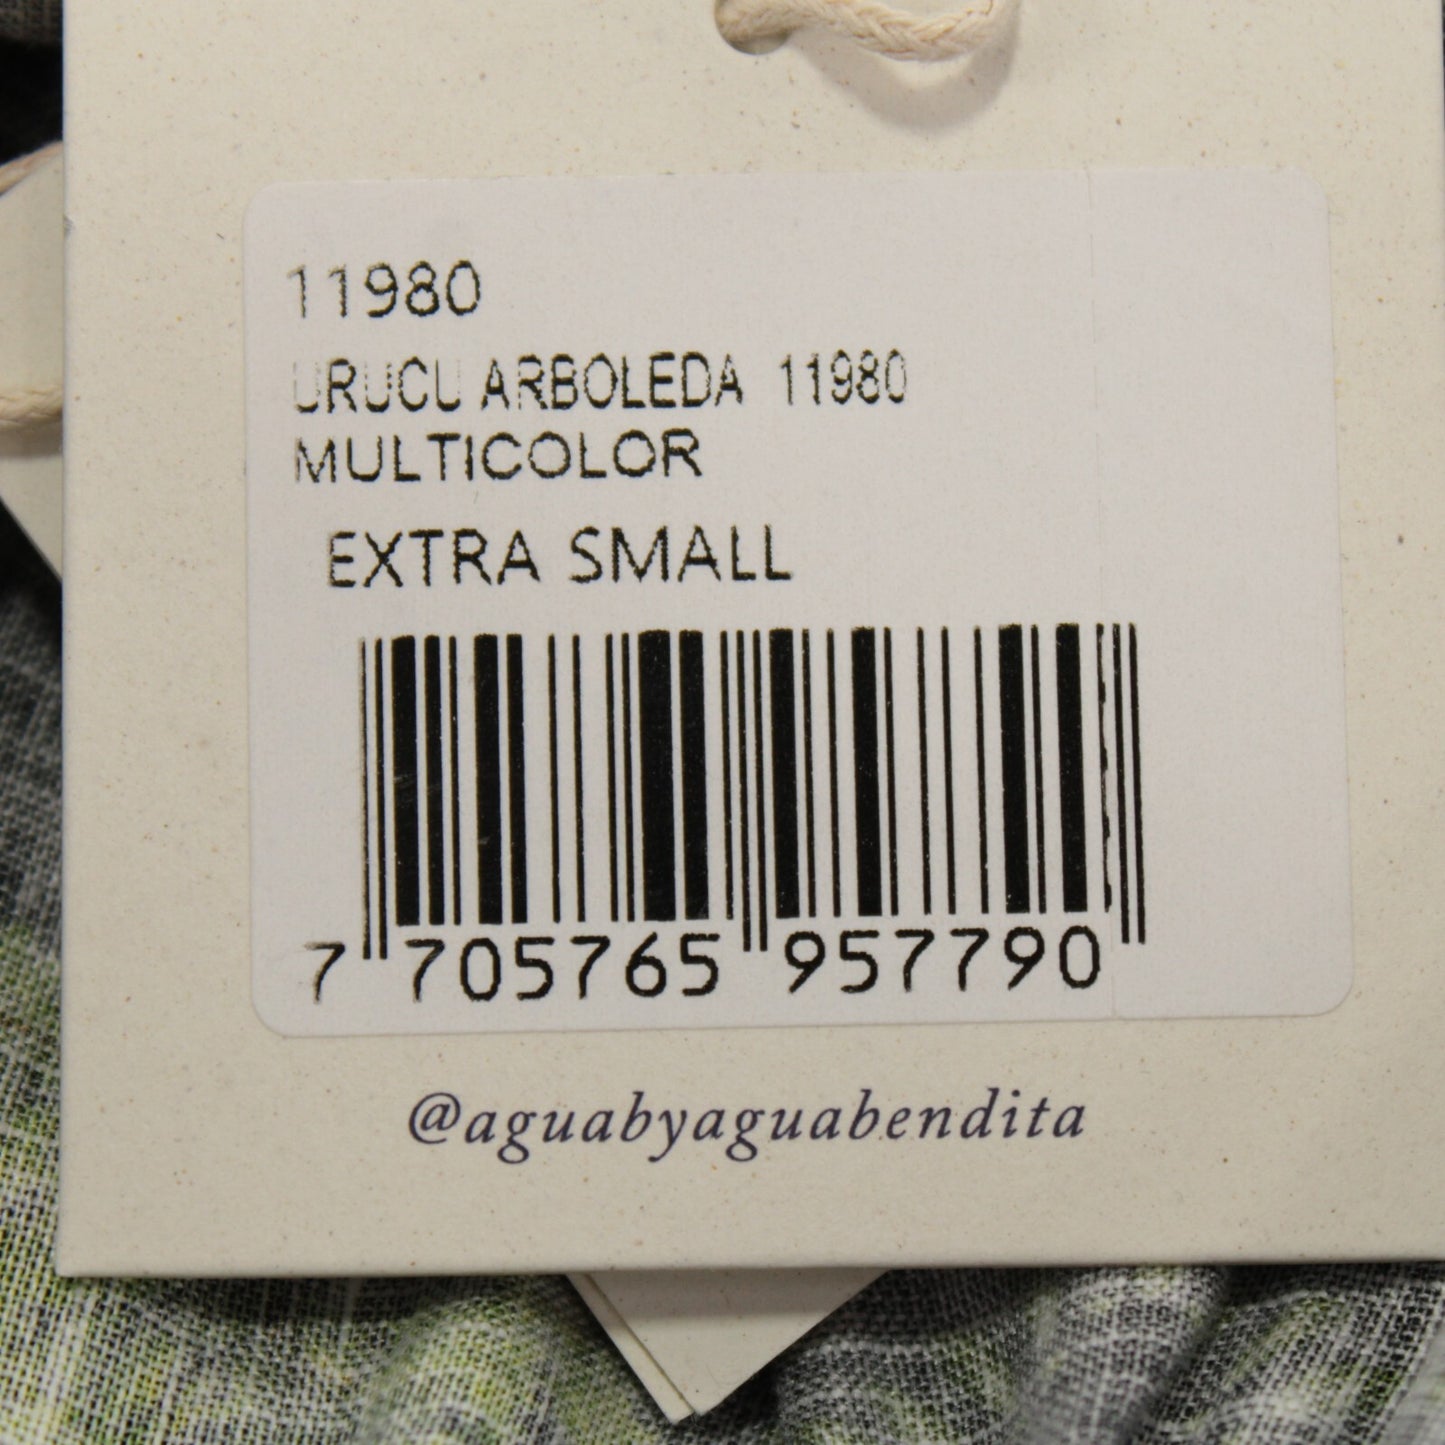 11980
URUCU ARBOLEDA 11980
MULTICOLOR
EXTRA SMALL
7 705765 957790
@aguabyaguabendita